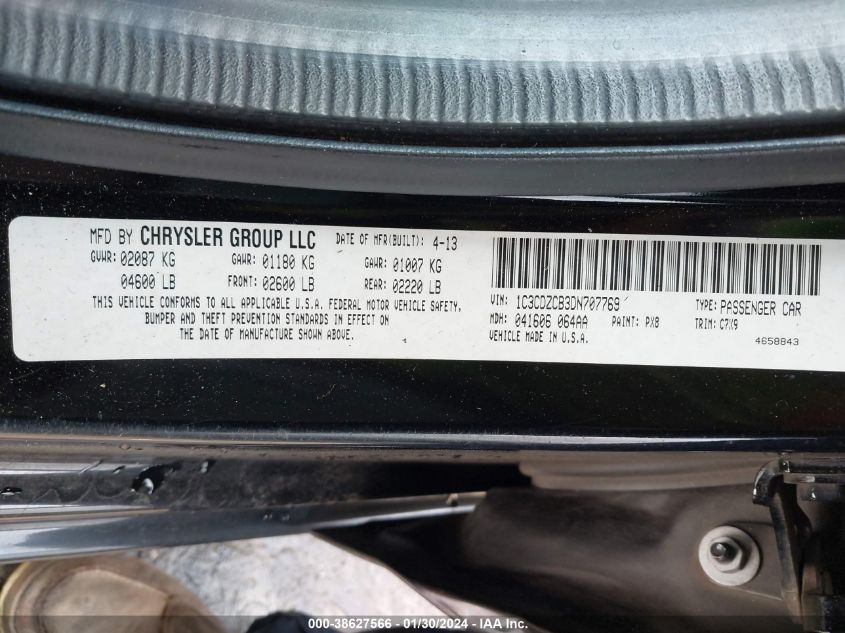 MFD BY CHRYSLER GROUP LLC DATE OF MFR(BUILT): 4-13
GVWR: 02087 KG GAWR: 01180 KG GAWR: 01007 KG
04600 LB FRONT: 02600 LB REAR: 02220 LB
THIS VEHICLE CONFORMS TO ALL APPLICABLE U.S.A. FEDERAL MOTOR VEHICLE SAFETY,
BUMPER AND THEFT PREVENTION STANDARDS IN EFFECT ON
THE DATE OF MANUFACTURE SHOWN ABOVE.
VIN: 1C3CDZCB3DN707769 TYPE: PASSENGER CAR
MDH: 041606 064AA PAINT: PX8 TRIM: C7X9
VEHICLE MADE IN U.S.A. 4658843
000-38627566 - 01/30/2024 - IAA Inc.